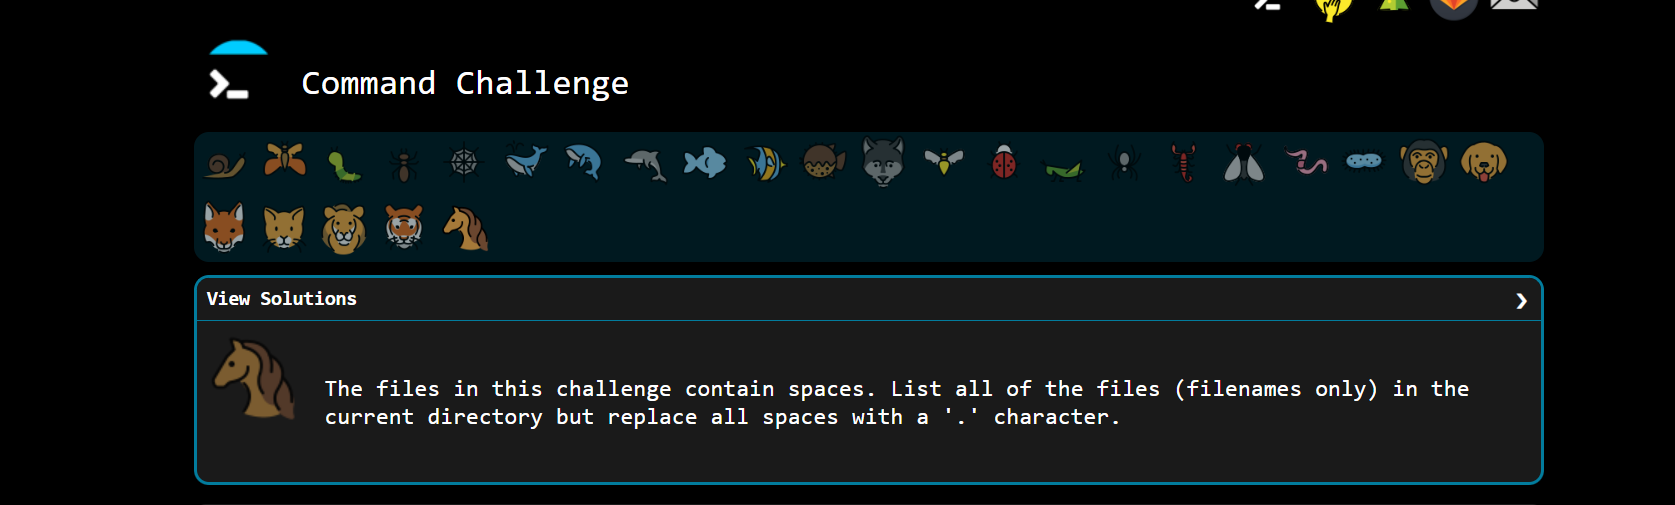 Command Challenge
View Solutions
The files in this challenge contain spaces. List all of the files (filenames only) in the
current directory but replace all spaces with a '.' character.